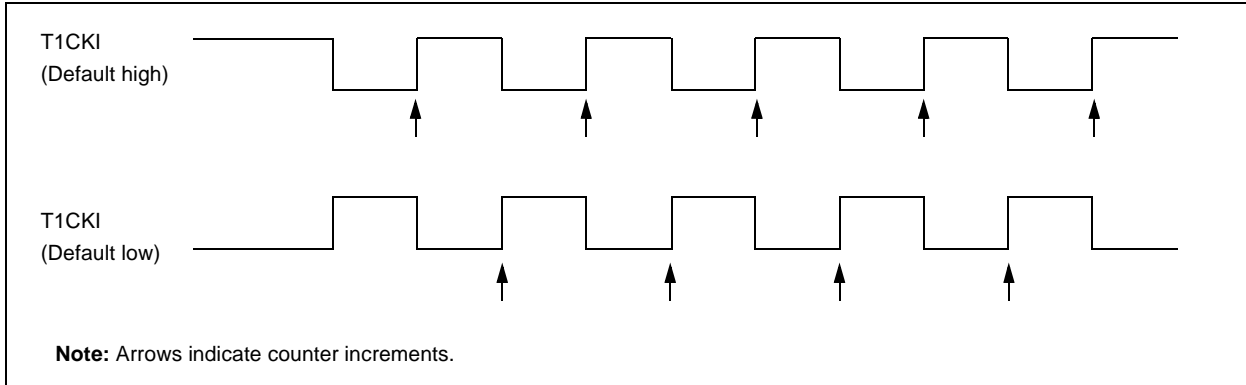 T1CKI
(Default high)
T1CKI
(Default low)
Note: Arrows indicate counter increments.